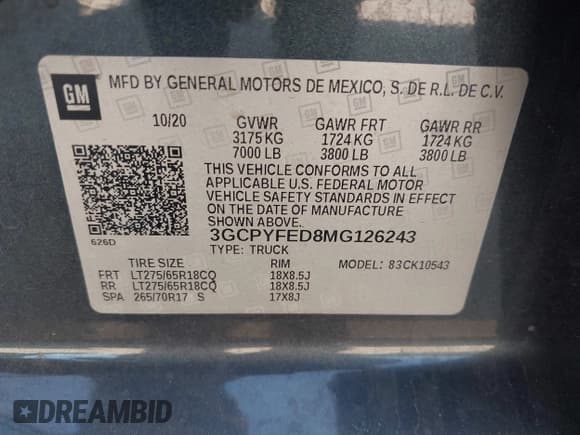 GM
MFD BY GENERAL MOTORS DE MEXICO, S. DE R.L. DE C.V.
10/20 GVWR GAWR FRT GAWR RR
3175 KG 1724 KG 1724 KG
7000 LB 3800 LB 3800 LB
THIS VEHICLE CONFORMS TO ALL
APPLICABLE U.S. FEDERAL MOTOR
VEHICLE SAFETY STANDARDS IN EFFECT
ON THE DATE OF MANUFACTURE
SHOWN ABOVE.
626D
3GCPYFED8MG126243
TYPE: TRUCK
TIRE SIZE RIM MODEL: 83CK10543
FRT LT275/65R18CQ 18X8.5J
RR LT275/65R18CQ 18X8.5J
SPA 265/70R17 S 17X8J
DREAMBID